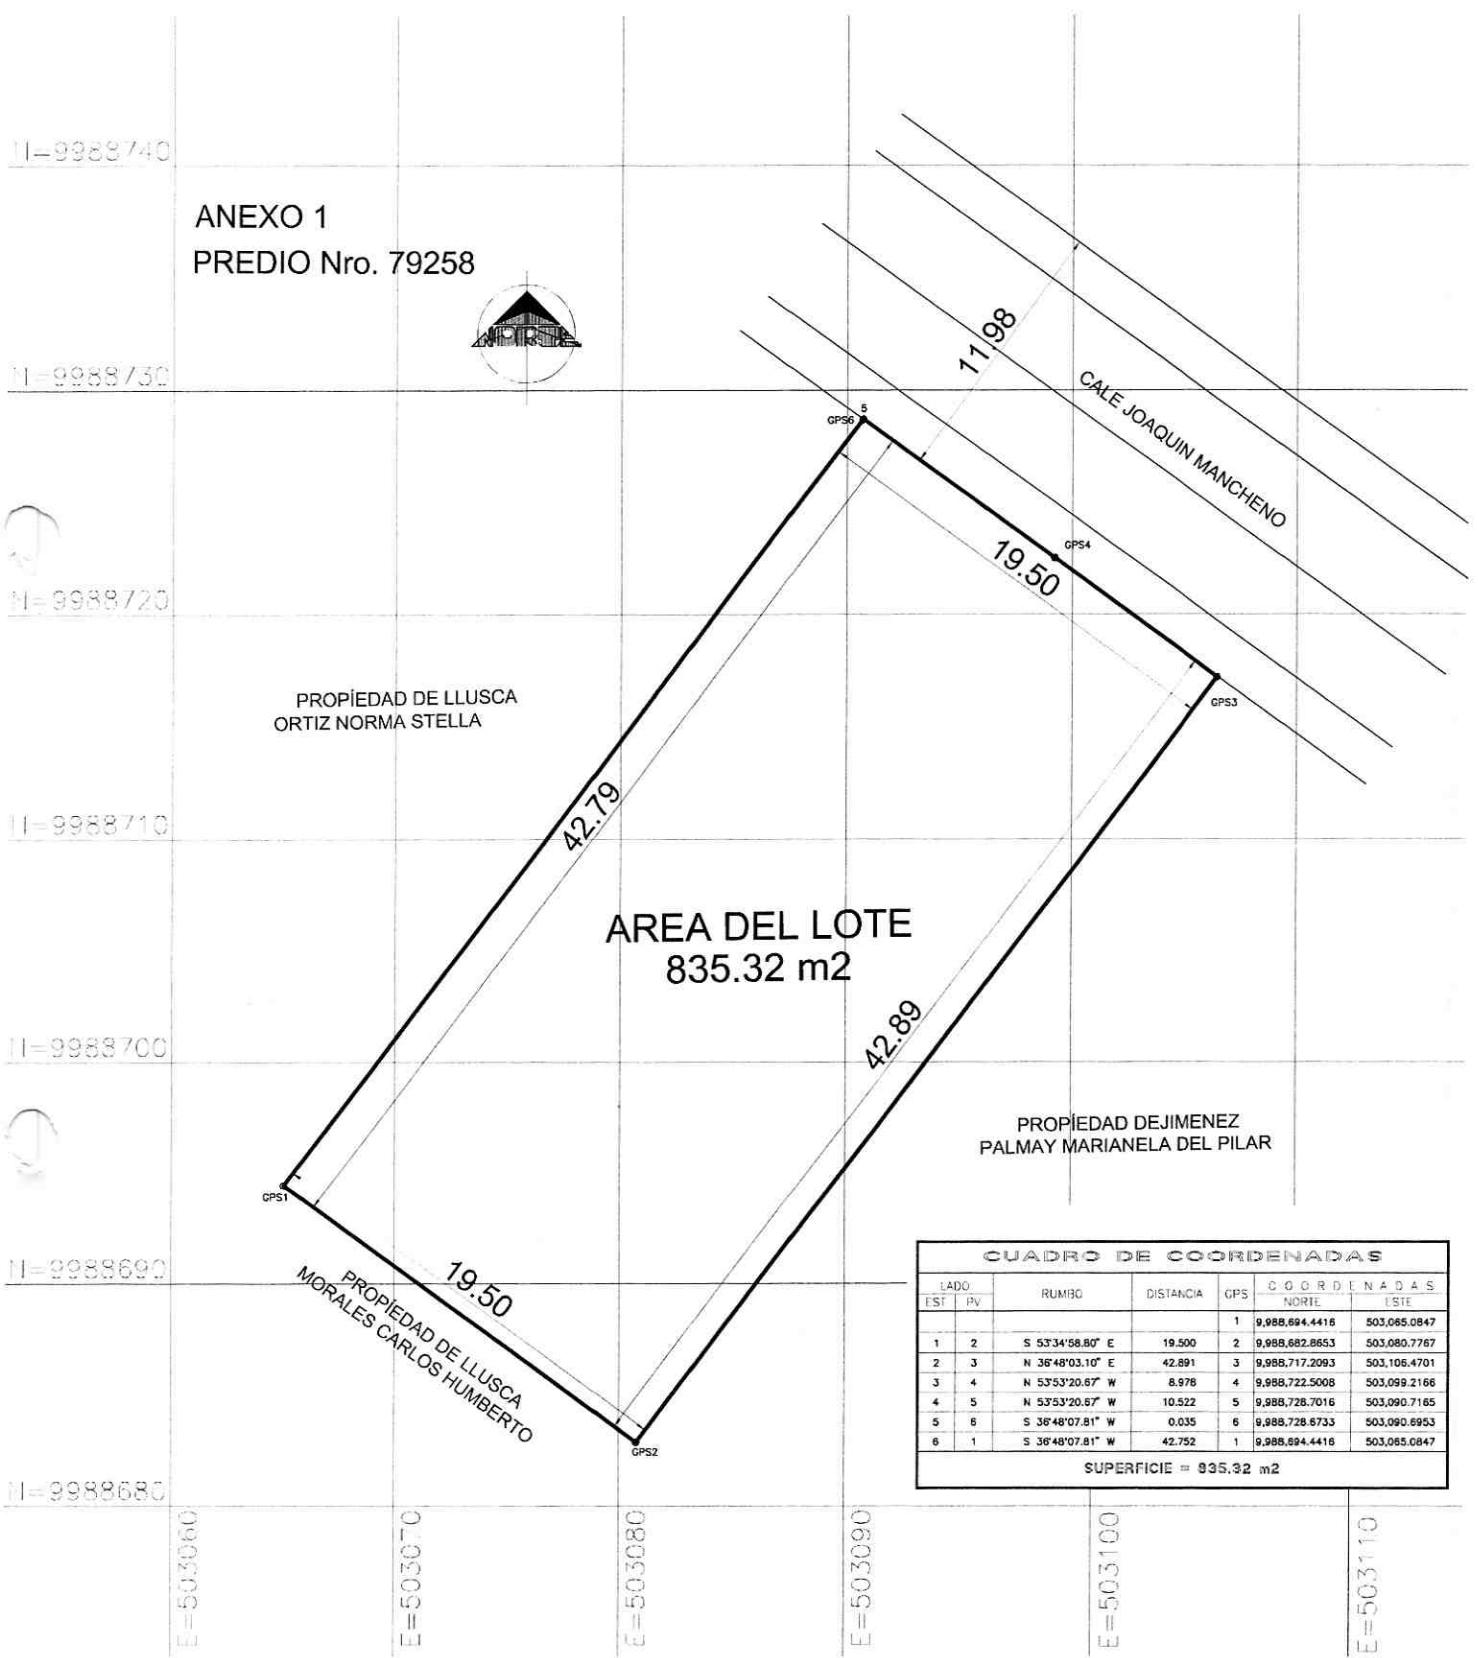 N=9988740
ANEXO 1
PREDIO Nro. 79258
NORTE
N=9988730
11.98
CALE JOAQUIN MANCHENO
5
GPS6
GPS4
19.50
N=9988720
GPS3
PROPÍEDAD DE LLUSCA
ORTIZ NORMA STELLA
42.79
N=9988710
AREA DEL LOTE
835.32 m2
42.89
N=9988700
PROPÍEDAD DEJIMENEZ
PALMAY MARIANELA DEL PILAR
GPS1
N=9988690
19.50
PROPÍEDAD DE LLUSCA
MORALES CARLOS HUMBERTO
GPS2
N=9988680
CUADRO DE COORDENADAS
LADO RUMBO DISTANCIA GPS COORDENADAS
EST PV NORTE ESTE
1 9,988,694.4416 503,065.0847
1 2 S 53°34'58.80" E 19.500 2 9,988,682.8653 503,080.7767
2 3 N 36°48'03.10" E 42.891 3 9,988,717.2093 503,106.4701
3 4 N 53°53'20.67" W 8.978 4 9,988,722.5008 503,099.2166
4 5 N 53°53'20.67" W 10.522 5 9,988,728.7016 503,090.7165
5 6 S 36°48'07.81" W 0.035 6 9,988,728.6733 503,090.6953
6 1 S 36°48'07.81" W 42.752 1 9,988,694.4416 503,065.0847
SUPERFICIE = 835.32 m2
E=503060
E=503070
E=503080
E=503090
E=503100
E=503110